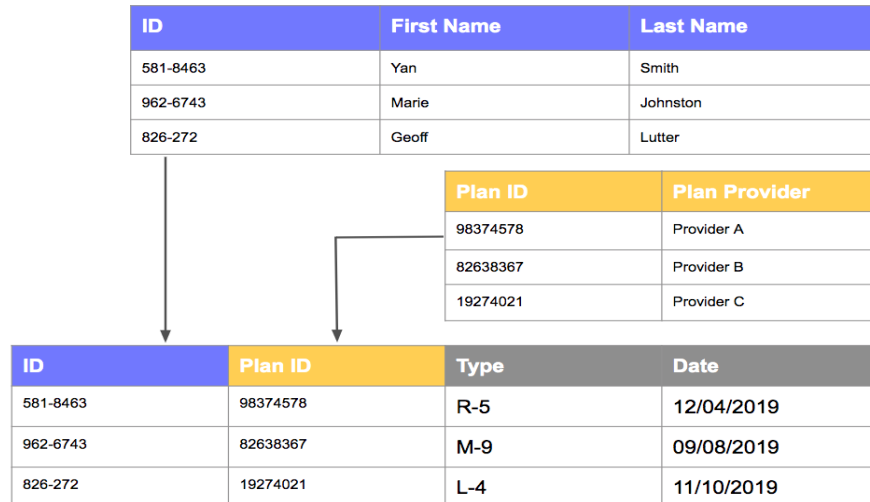 ID First Name Last Name
581-8463 Yan Smith
962-6743 Marie Johnston
826-272 Geoff Lutter
Plan ID Plan Provider
98374578 Provider A
82638367 Provider B
19274021 Provider C
ID Plan ID Type Date
581-8463 98374578 R-5 12/04/2019
962-6743 82638367 M-9 09/08/2019
826-272 19274021 L-4 11/10/2019